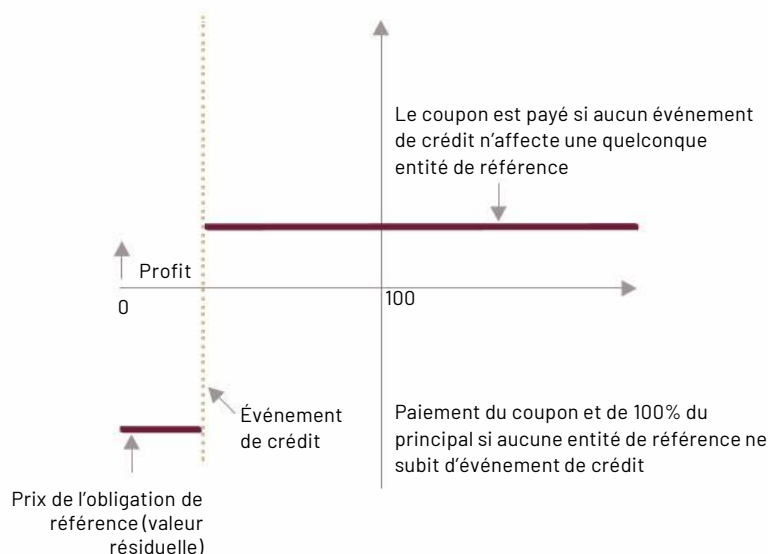 Le coupon est payé si aucun événement
de crédit n’affecte une quelconque
entité de référence
Profit
0
100
Événement
de crédit
Paiement du coupon et de 100% du
principal si aucune entité de référence ne
subit d’événement de crédit
Prix de l’obligation de
référence (valeur
résiduelle)